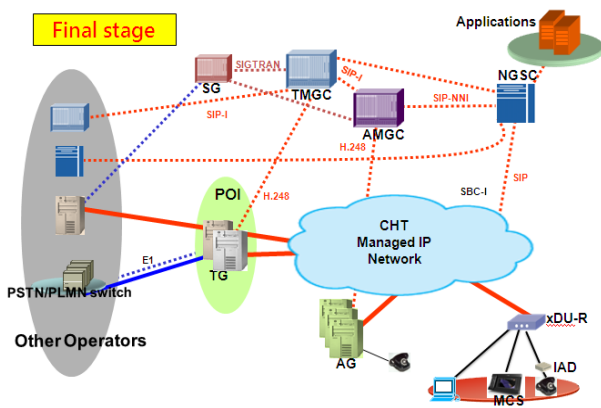 Final stage
Applications
SIGTRAN
SG
TMGC
SIP-I
NGSC
SIP-I
AMGC
SIP-NNI
H.248
SIP
POI
H.248
SBC-I
CHT
Managed IP
Network
E1
TG
PSTN/PLMN switch
xDU-R
Other Operators
AG
IAD
MCS